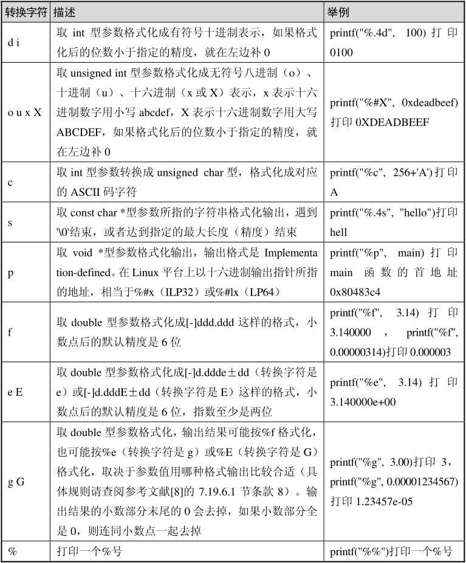 转换字符 描述 举例
d i
取 int 型参数格式化成有符号十进制表示，如果格
式化后的位数小于指定的精度，就在左边补 0
printf("%.4d", 100) 打印
0100
o u x X
取 unsigned int 型参数格式化成无符号八进制（o）、
十进制（u）、十六进制（x 或 X）表示，x 表示十六
进制数字用小写 abcdef，X 表示十六进制数字用大写
ABCDEF，如果格式化后的位数小于指定的精度，就
在左边补 0
printf("%#X", 0xdeadbeef)
打印 0XDEADBEEF
c
取 int 型参数转换成 unsigned char 型，格式化成对应
的 ASCII 码字符
printf("%c", 256+'A')打印
A
s
取 const char *型参数所指的字符串格式化输出，遇到
'\0'结束，或者达到指定的最大长度（精度）结束
printf("%.4s", "hello")打印
hell
p
取 void *型参数格式化输出，输出格式是 Implementa
tion-defined。在 Linux 平台上以十六进制输出指针所指
的地址，相当于%#x（ILP32）或%#lx（LP64）
printf("%p", main) 打印
main 函数的首地址
0x80483c4
f
取 double 型参数格式化成[-]ddd.ddd 这样的格式，小
数点后的默认精度是 6 位
printf("%f", 3.14) 打印
3.140000 ， printf("%f",
0.00000314)打印 0.000003
e E
取 double 型参数格式化成[-]d.ddde±dd（转换字符是
e）或[-]d.dddE±dd（转换字符是 E）这样的格式，小
数点后的默认精度是 6 位，指数至少是两位
printf("%e", 3.14) 打印
3.140000e+00
g G
取 double 型参数格式化，输出结果可能按%f 格式化，
也可能按%e（转换字符是 g）或%E（转换字符是 G）
格式化，取决于参数值用哪种格式输出比较合适（具
体规则请查阅参考文献[8]的 7.19.6.1 节条款 8）。输
出结果的小数部分末尾的 0 会去掉，如果小数部分全
是 0，则连同小数点一起去掉
printf("%g", 3.00)打印 3，
printf("%g", 0.00001234567)
打印 1.23457e-05
%
打印一个%号
printf("%%")打印一个%号